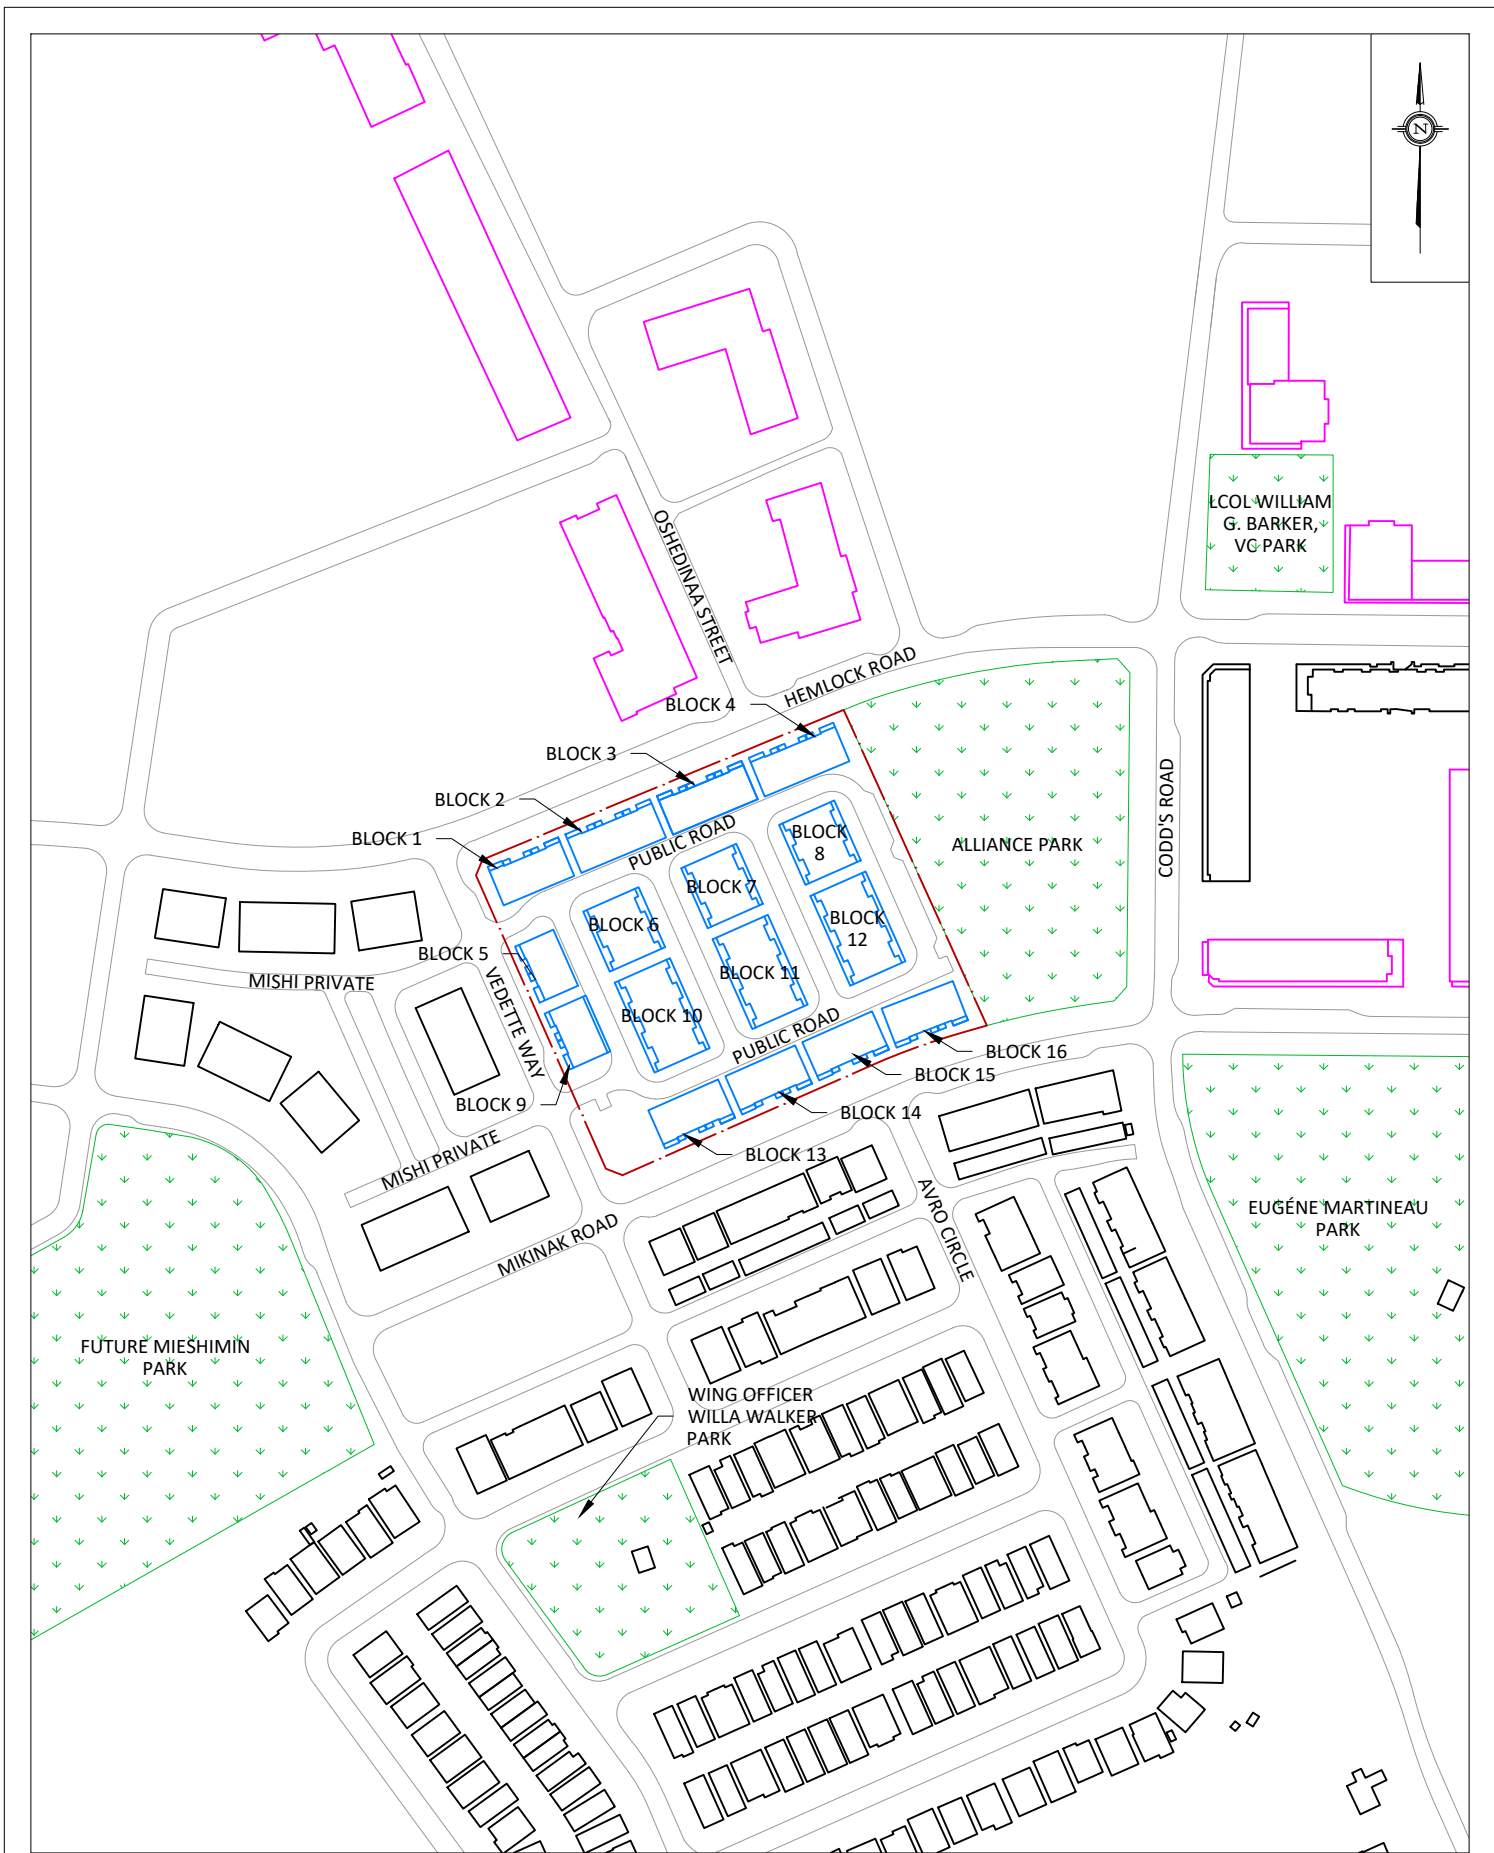 N
LCOL WILLIAM
G. BARKER,
VC PARK
OSHEDINAA STREET
HEMLOCK ROAD
BLOCK 4
BLOCK 3
BLOCK 2
BLOCK 1
PUBLIC ROAD
BLOCK
8
ALLIANCE PARK
CODD'S ROAD
BLOCK 7
BLOCK 6
BLOCK
12
BLOCK 5
BLOCK 11
MISHI PRIVATE
VEDETTE WAY
BLOCK 10
PUBLIC ROAD
BLOCK 16
BLOCK 15
BLOCK 9
BLOCK 14
BLOCK 13
MISHI PRIVATE
AVRO CIRCLE
EUGÉNE MARTINEAU
PARK
MIKINAK ROAD
FUTURE MIESHIMIN
PARK
WING OFFICER
WILLA WALKER
PARK